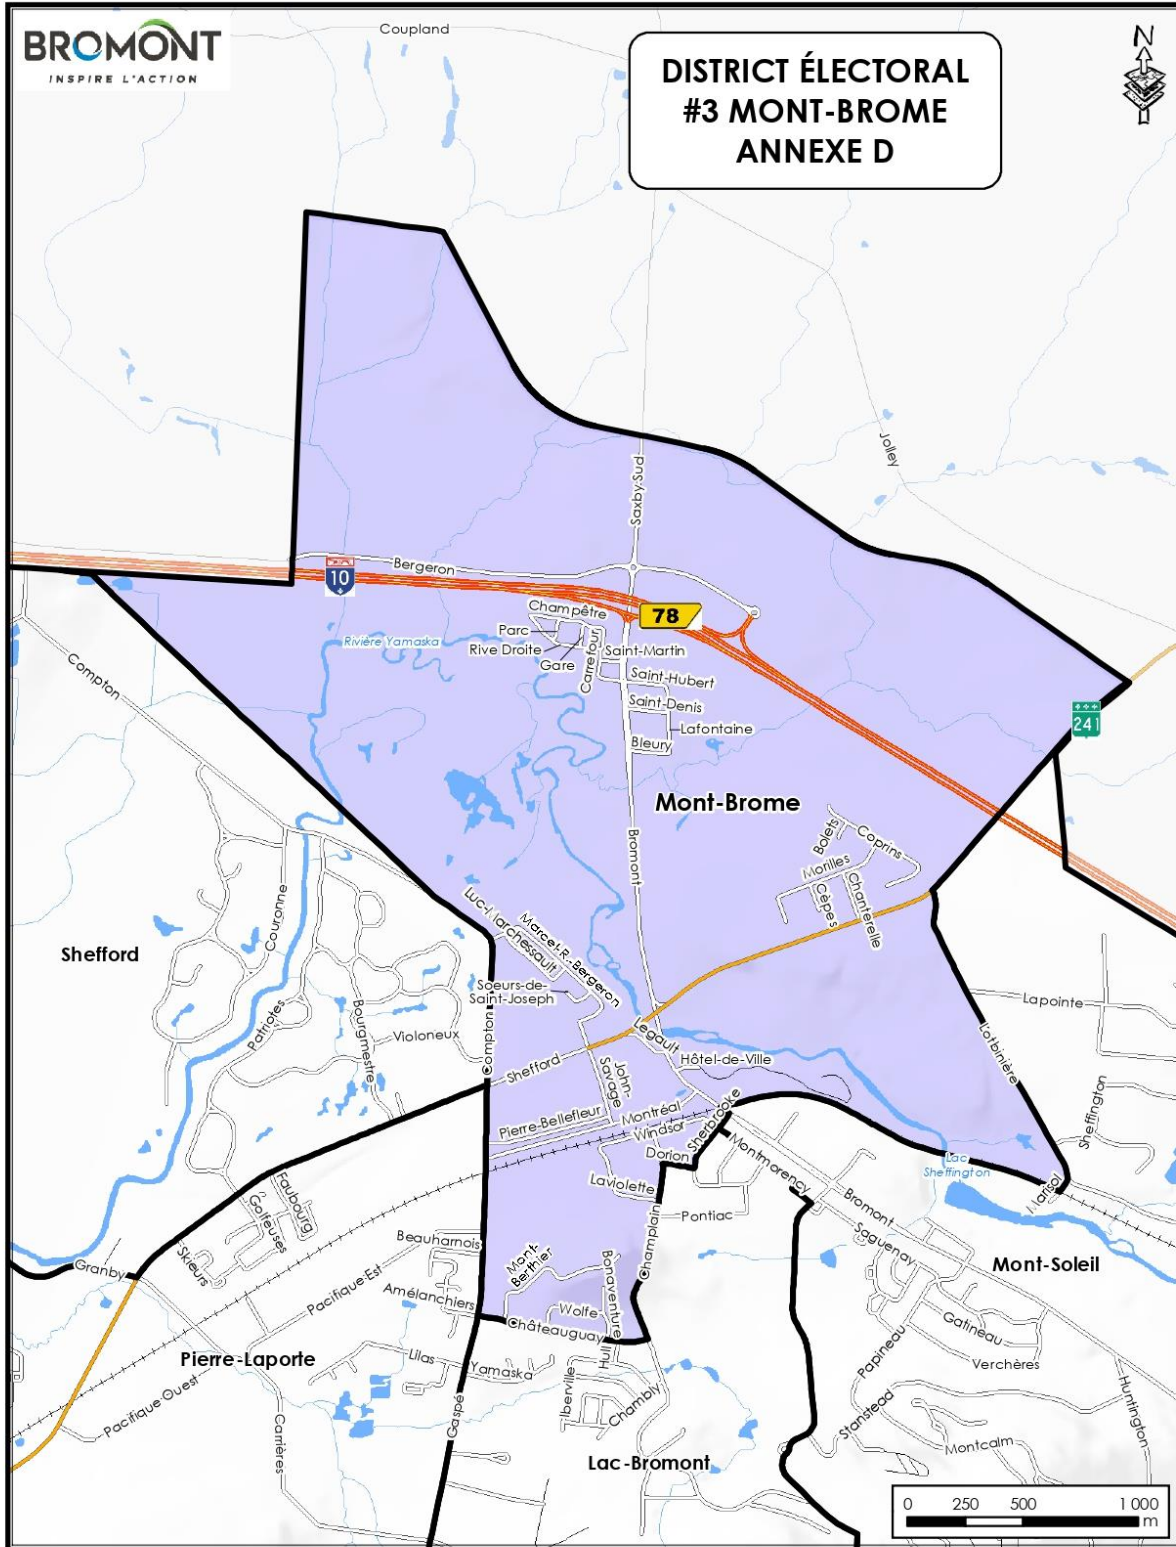 BROMONT
INSPIRE L'ACTION
DISTRICT ÉLECTORAL
#3 MONT-BROME
ANNEXE D
N
Coupland
Jolley
Saxby-Sud
Bergeron
10
78
Champêtre
Parc
Rive Droite
Gare
Carrefour
Saint-Martin
Saint-Hubert
Saint-Denis
Lafontaine
Bleury
Rivière Yamaska
Compton
241
Mont-Brome
Bromont
Bolets
Coprins
Morilles
Cèpes
Chanterelle
Luc-Marchessault
Marcel-R.-Bergeron
Soeurs-de-
Saint-Joseph
Shefford
Couronne
Patriotes
Bourgmestre
Violoneux
Compton
Shefford
Legault
Hôtel-de-Ville
John-
Savage
Pierre-Bellefleur
Montréal
Windsor
Sherbrooke
Dorion
Laviolette
Champlain
Pontiac
Montmorency
Bromont
Saguenay
Lotbinière
Lapointe
Sheffington
Lac
Sheffington
Marisol
Mont-Soleil
Faubourg
Golfeuses
Skieurs
Granby
Beauharnois
Pacifique Est
Amélanchiers
Mont-
Berthier
Bonaventure
Wolfe
Châteauguay
Hull
Pierre-Laporte
Pacifique Ouest
Carrières
Lilas
Yamaska
Gaspé
Iberville
Chambly
Lac-Bromont
Papineau
Gatineau
Verchères
Stanstead
Montcalm
Huntington
0 250 500 1 000
m